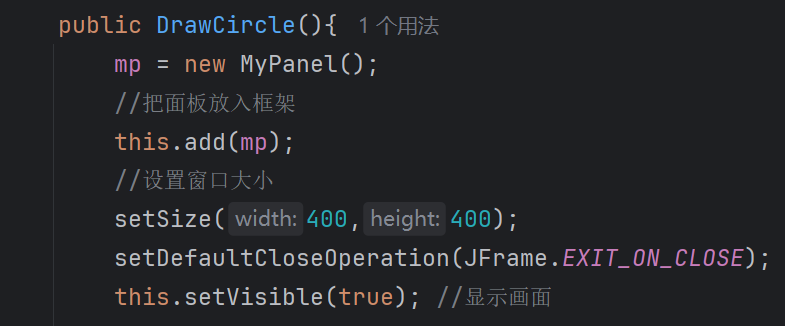 public DrawCircle(){ 1 个用法
mp = new MyPanel();
//把面板放入框架
this.add(mp);
//设置窗口大小
setSize( width: 400, height: 400);
setDefaultCloseOperation(JFrame.EXIT_ON_CLOSE);
this.setVisible(true); //显示画面